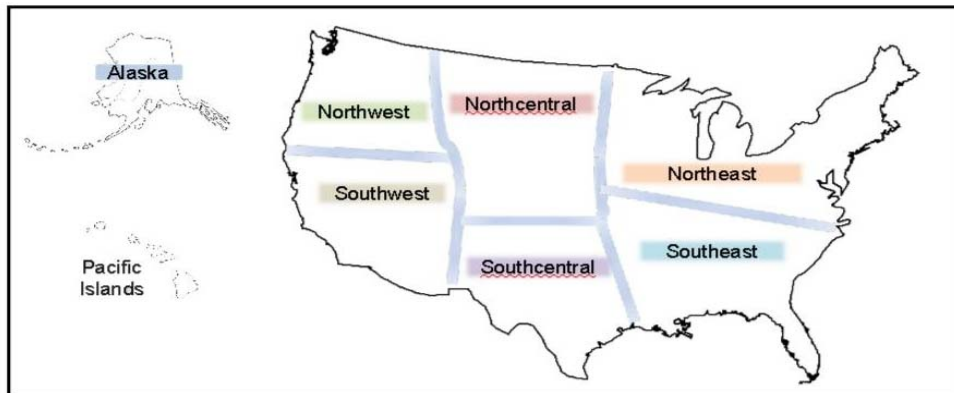 Alaska
Northwest
Northcentral
Northeast
Southwest
Southcentral
Southeast
Pacific
Islands